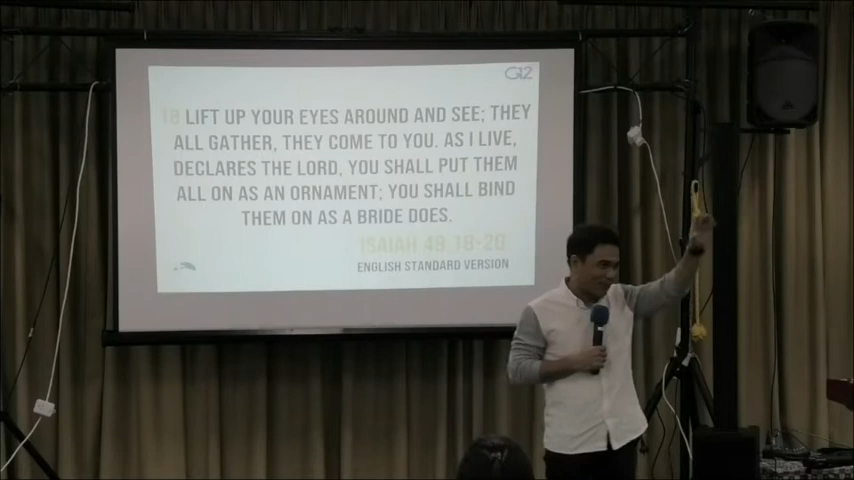 G12
18 LIFT UP YOUR EYES AROUND AND SEE; THEY
ALL GATHER, THEY COME TO YOU. AS I LIVE,
DECLARES THE LORD, YOU SHALL PUT THEM
ALL ON AS AN ORNAMENT; YOU SHALL BIND
THEM ON AS A BRIDE DOES.
ISAIAH 49.18-20
ENGLISH STANDARD VERSION